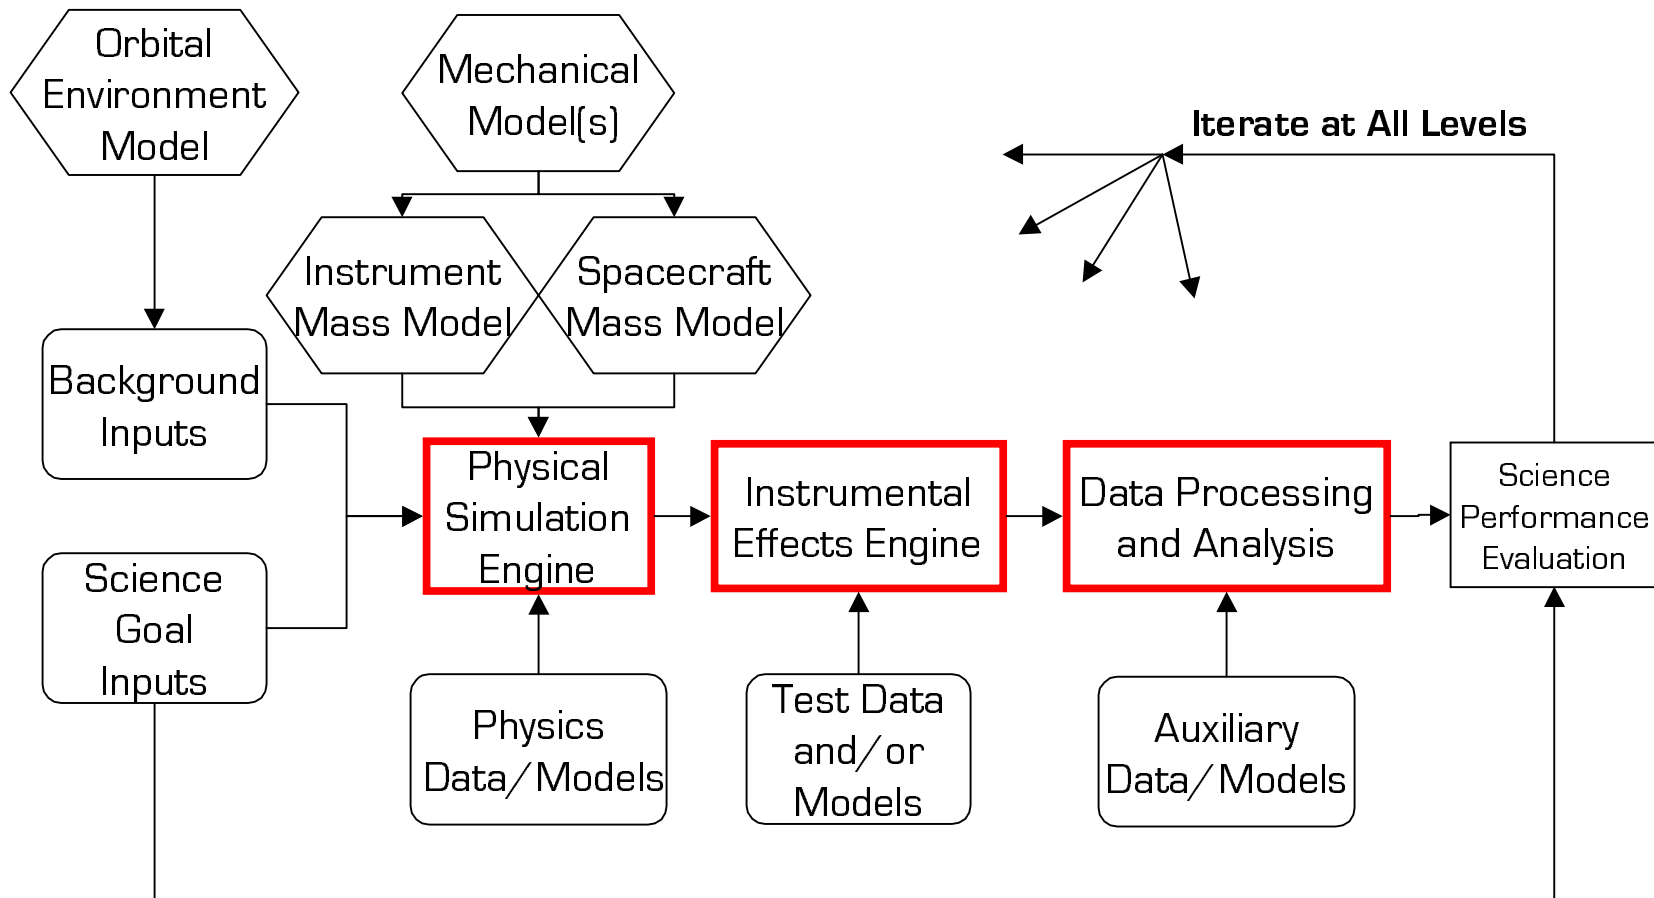 Orbital
Environment
Model
Mechanical
Model(s)
Iterate at All Levels
Instrument
Mass Model
Spacecraft
Mass Model
Background
Inputs
Physical
Simulation
Engine
Instrumental
Effects Engine
Data Processing
and Analysis
Science
Performance
Evaluation
Science
Goal
Inputs
Physics
Data/Models
Test Data
and/or
Models
Auxiliary
Data/Models